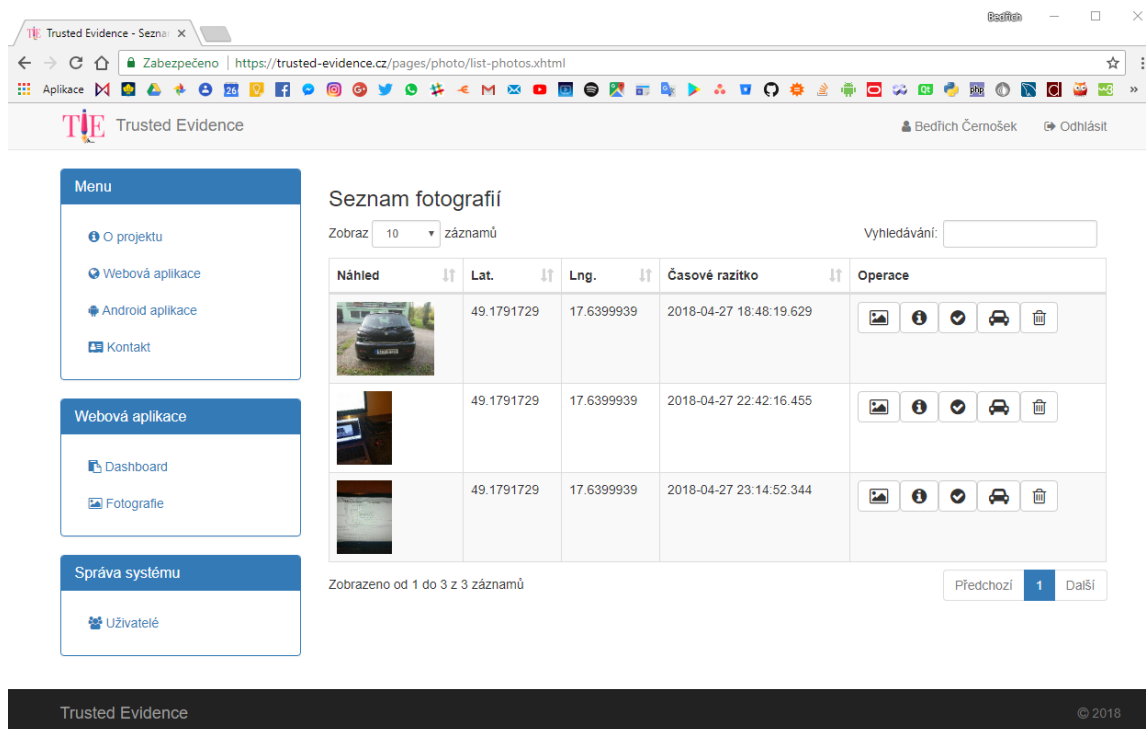 Bedřich
TIE Trusted Evidence - Sezna
Zabezpečeno | https://trusted-evidence.cz/pages/photo/list-photos.xhtml
Aplikace
TIE Trusted Evidence
Bedřich Černošek Odhlásit
Menu
O projektu
Webová aplikace
Android aplikace
Kontakt
Webová aplikace
Dashboard
Fotografie
Správa systému
Uživatelé
Seznam fotografií
Zobraz 10 záznamů Vyhledávání:
Náhled Lat. Lng. Časové razítko Operace
49.1791729 17.6399939 2018-04-27 18:48:19.629
49.1791729 17.6399939 2018-04-27 22:42:16.455
49.1791729 17.6399939 2018-04-27 23:14:52.344
Zobrazeno od 1 do 3 z 3 záznamů Předchozí 1 Další
Trusted Evidence © 2018